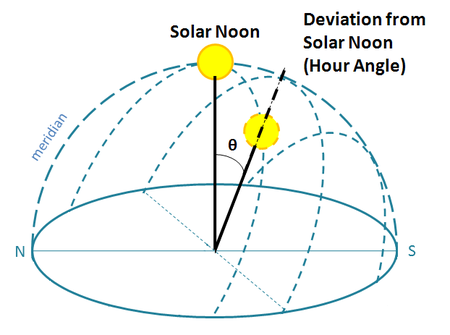 Solar Noon
Deviation from
Solar Noon
(Hour Angle)
meridian
θ
N
S